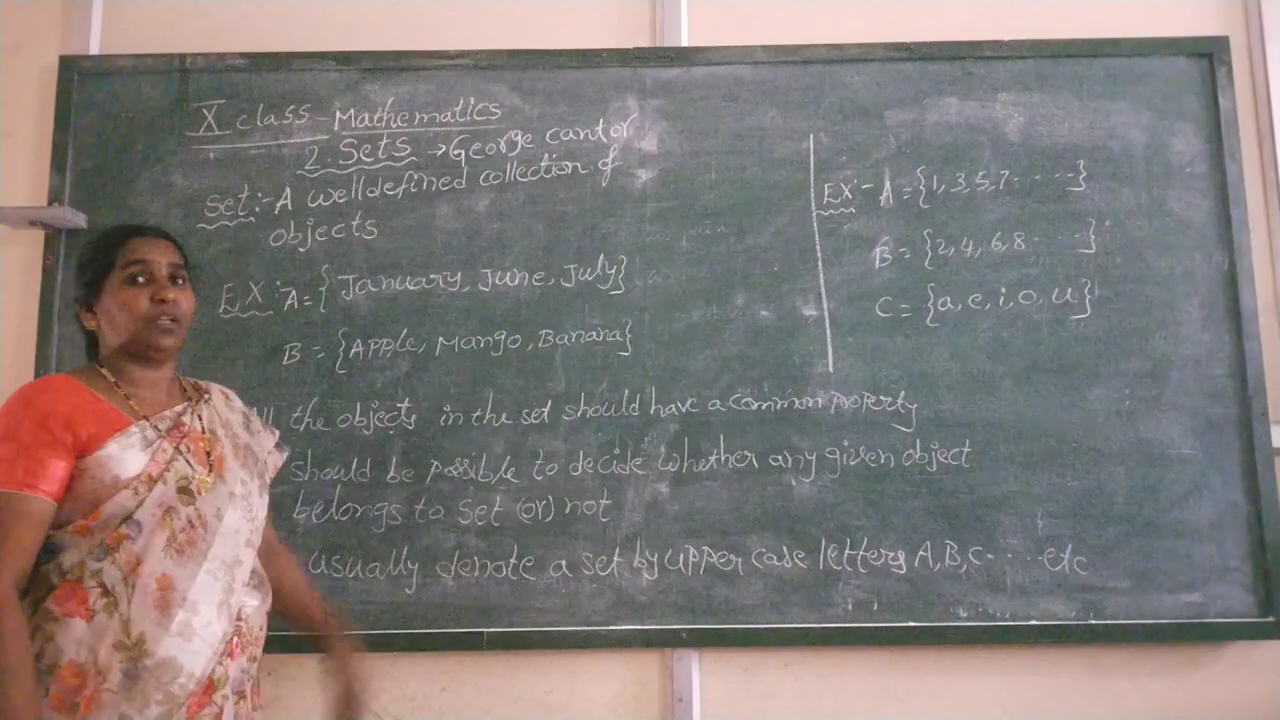 X class - Mathematics
2. Sets → George cantor
Set:- A welldefined collection of
objects
EX:- A = {January, June, July}
B = {Apple, Mango, Banana}
the objects in the set should have a common property
should be possible to decide whether any given object
belongs to set (or) not
usually denote a set by upper case letters A, B, C- . . . etc
EX:- A = {1, 3, 5, 7 - . . . . }
B = {2, 4, 6, 8 - . . . }
C = {a, e, i, o, u}